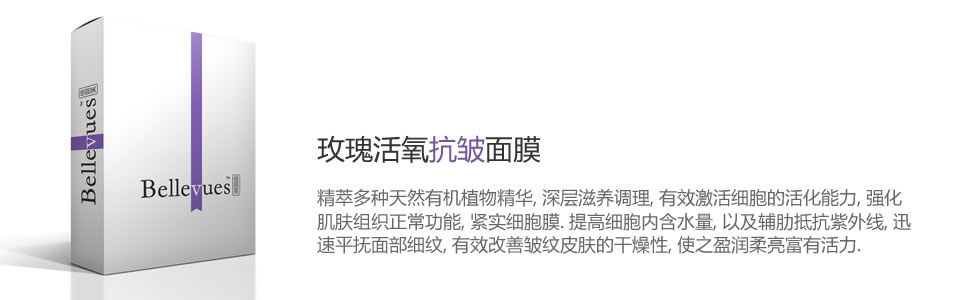 Bellevues™
Bellevues™
玫瑰活氧抗皱面膜
精萃多种天然有机植物精华, 深层滋养调理, 有效激活细胞的活化能力, 强化
肌肤组织正常功能, 紧实细胞膜. 提高细胞内含水量, 以及辅肋抵抗紫外线, 迅
速平抚面部细纹, 有效改善皱纹皮肤的干燥性, 使之盈润柔亮富有活力.